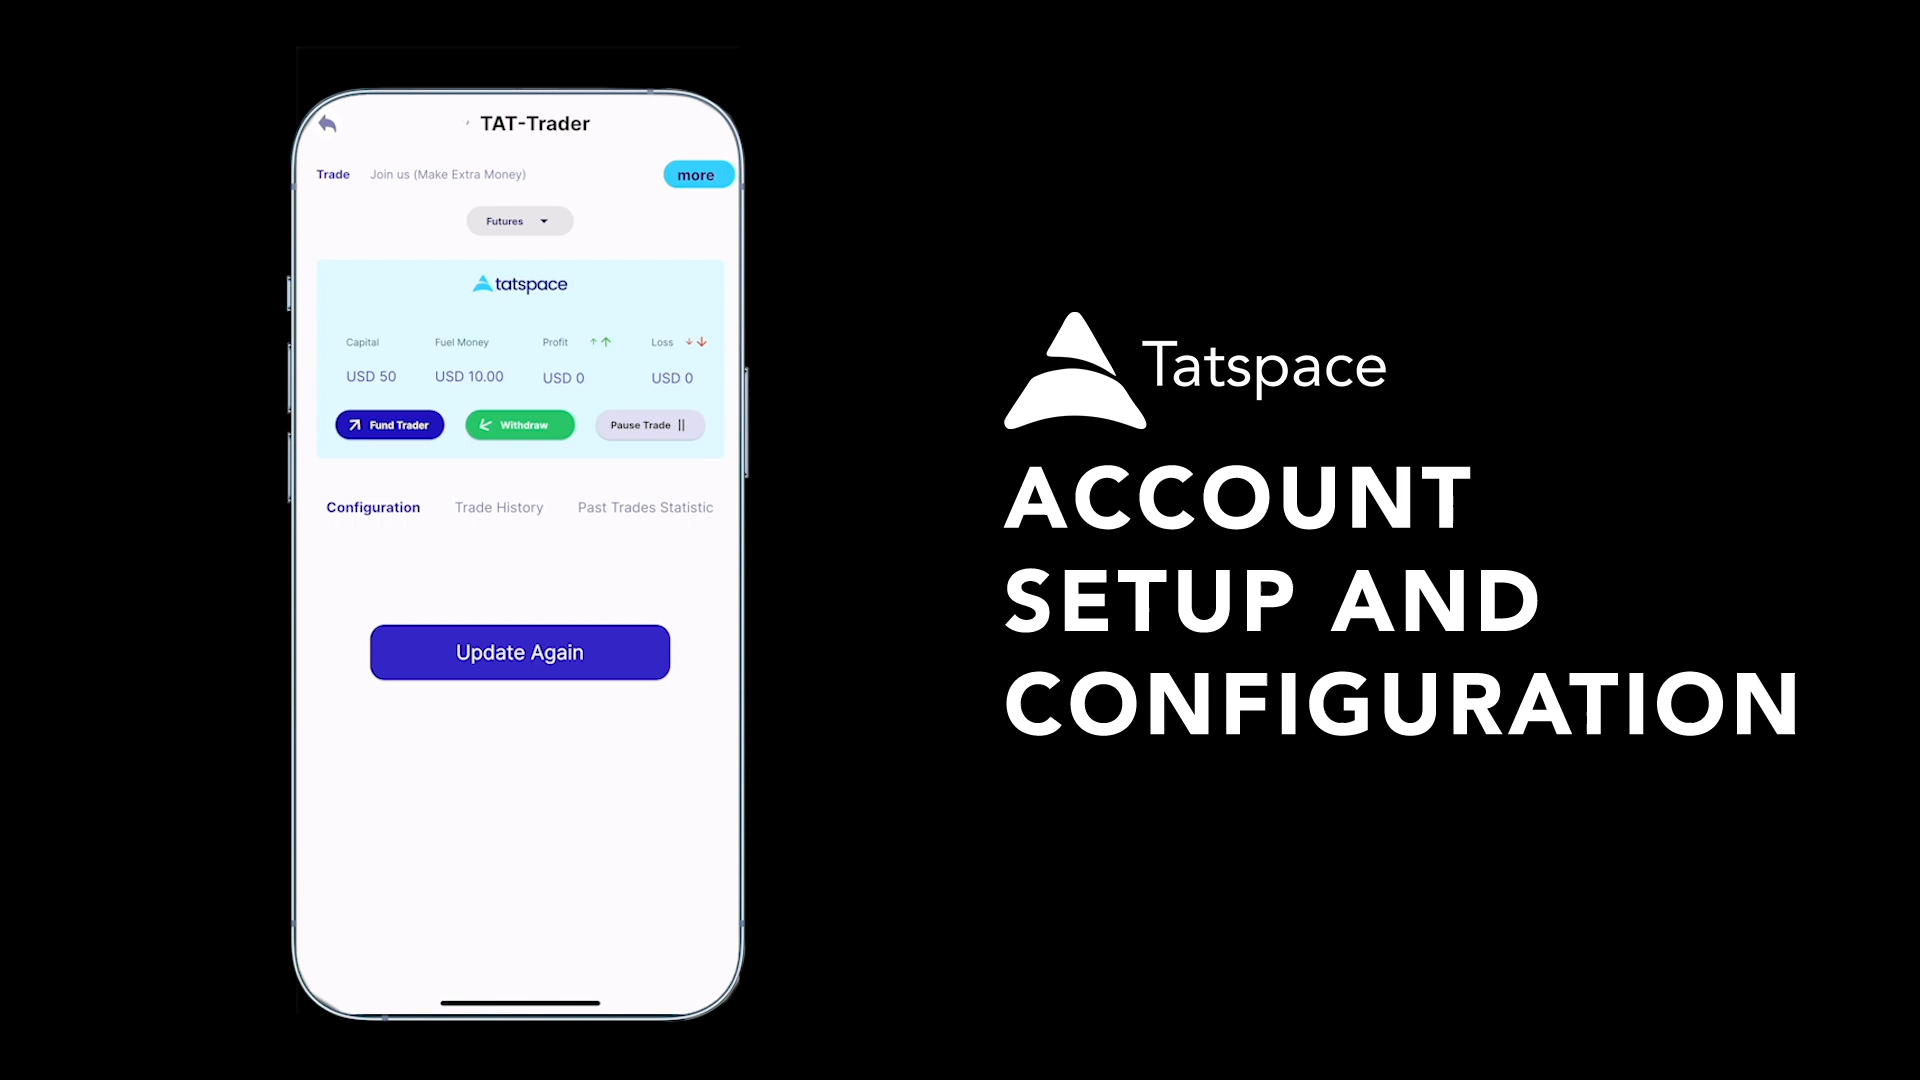 TAT-Trader
Trade Join us (Make Extra Money) more
Futures
tatspace
Capital Fuel Money Profit Loss
USD 50 USD 10.00 USD 0 USD 0
Fund Trader Withdraw Pause Trade
Configuration Trade History Past Trades Statistic
Update Again
Tatspace
ACCOUNT
SETUP AND
CONFIGURATION